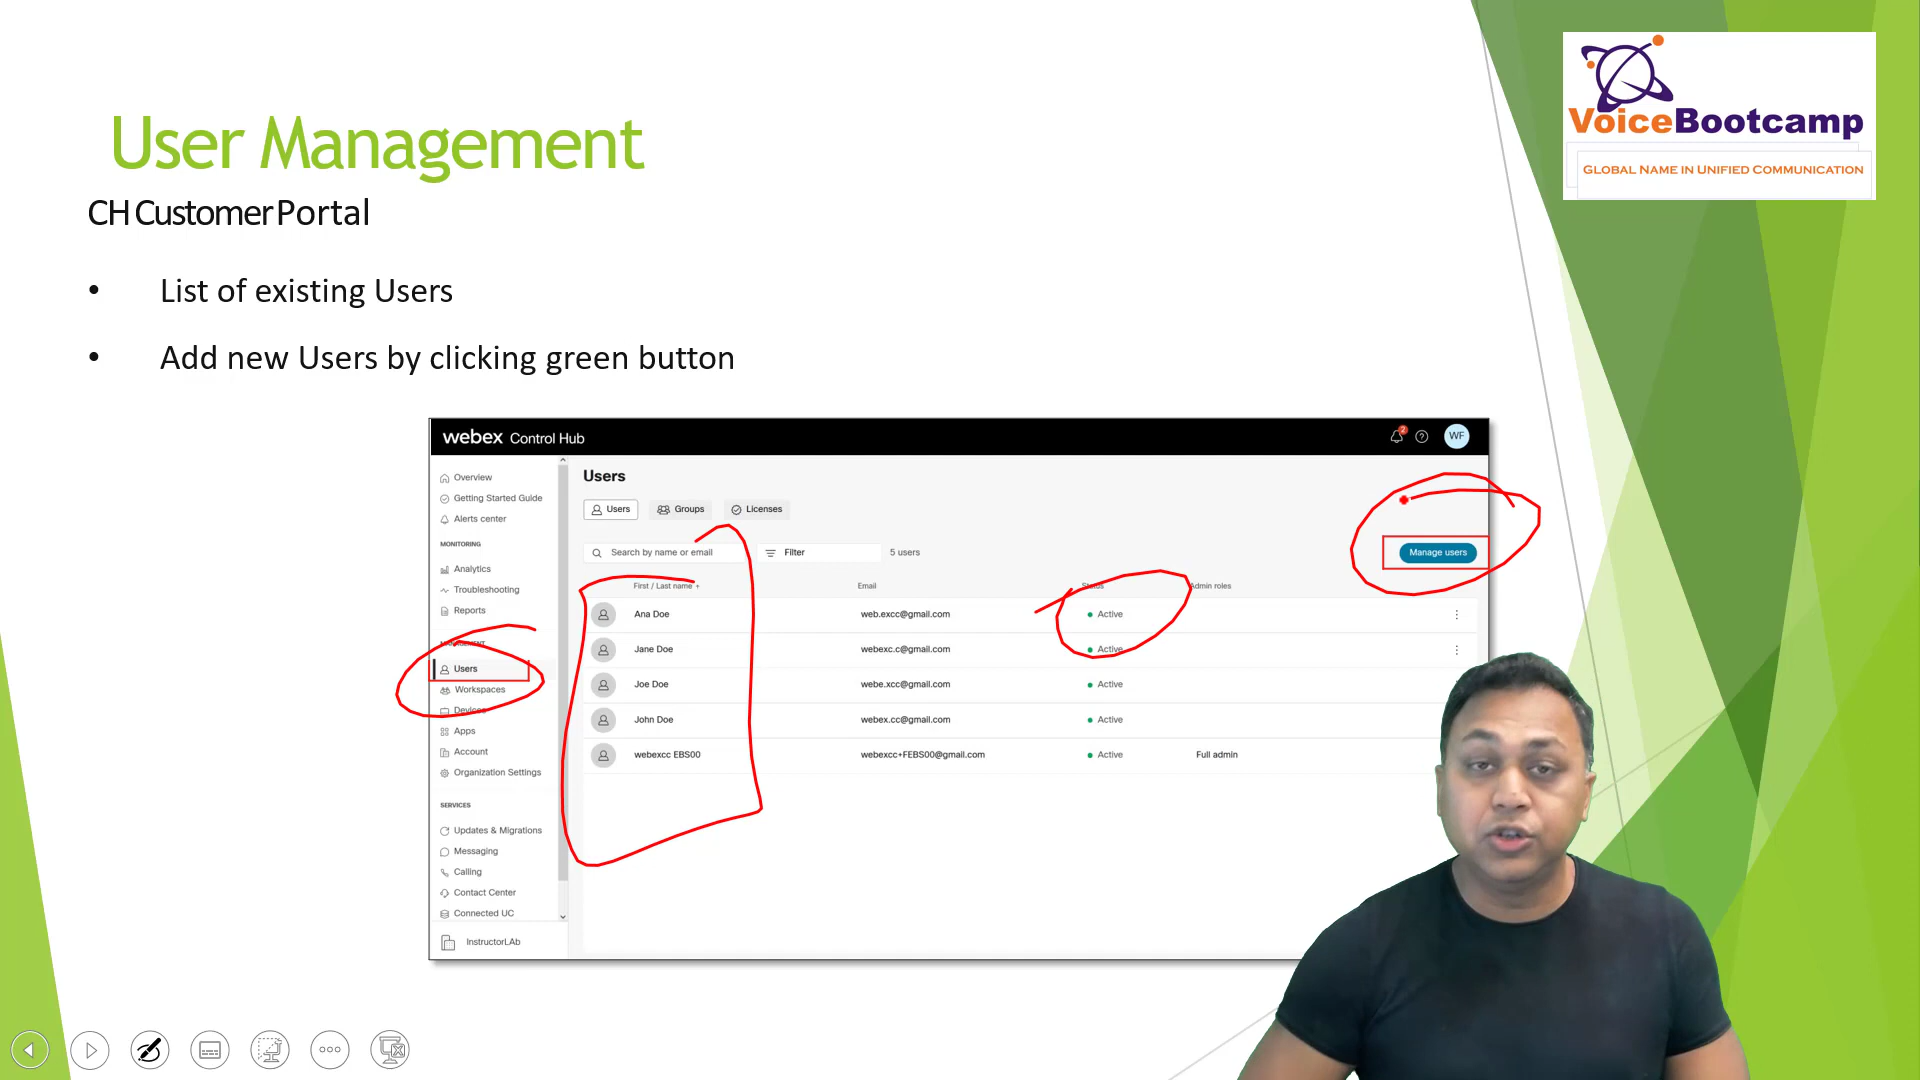 User Management
CH Customer Portal
VoiceBootcamp
GLOBAL NAME IN UNIFIED COMMUNICATION
• List of existing Users
• Add new Users by clicking green button
webex Control Hub
2
WF
Overview
Getting Started Guide
Alerts center
MONITORING
Analytics
Troubleshooting
Reports
MANAGEMENT
Users
Workspaces
Devices
Apps
Account
Organization Settings
SERVICES
Updates & Migrations
Messaging
Calling
Contact Center
Connected UC
InstructorLAb
Users
Users Groups Licenses
Search by name or email Filter 5 users Manage users
First / Last name ↑ Email Status Admin roles
Ana Doe web.excc@gmail.com Active
Jane Doe webexc.c@gmail.com Active
Joe Doe webe.xcc@gmail.com Active
John Doe webex.cc@gmail.com Active
webexcc EBS00 webexcc+FEBS00@gmail.com Active Full admin